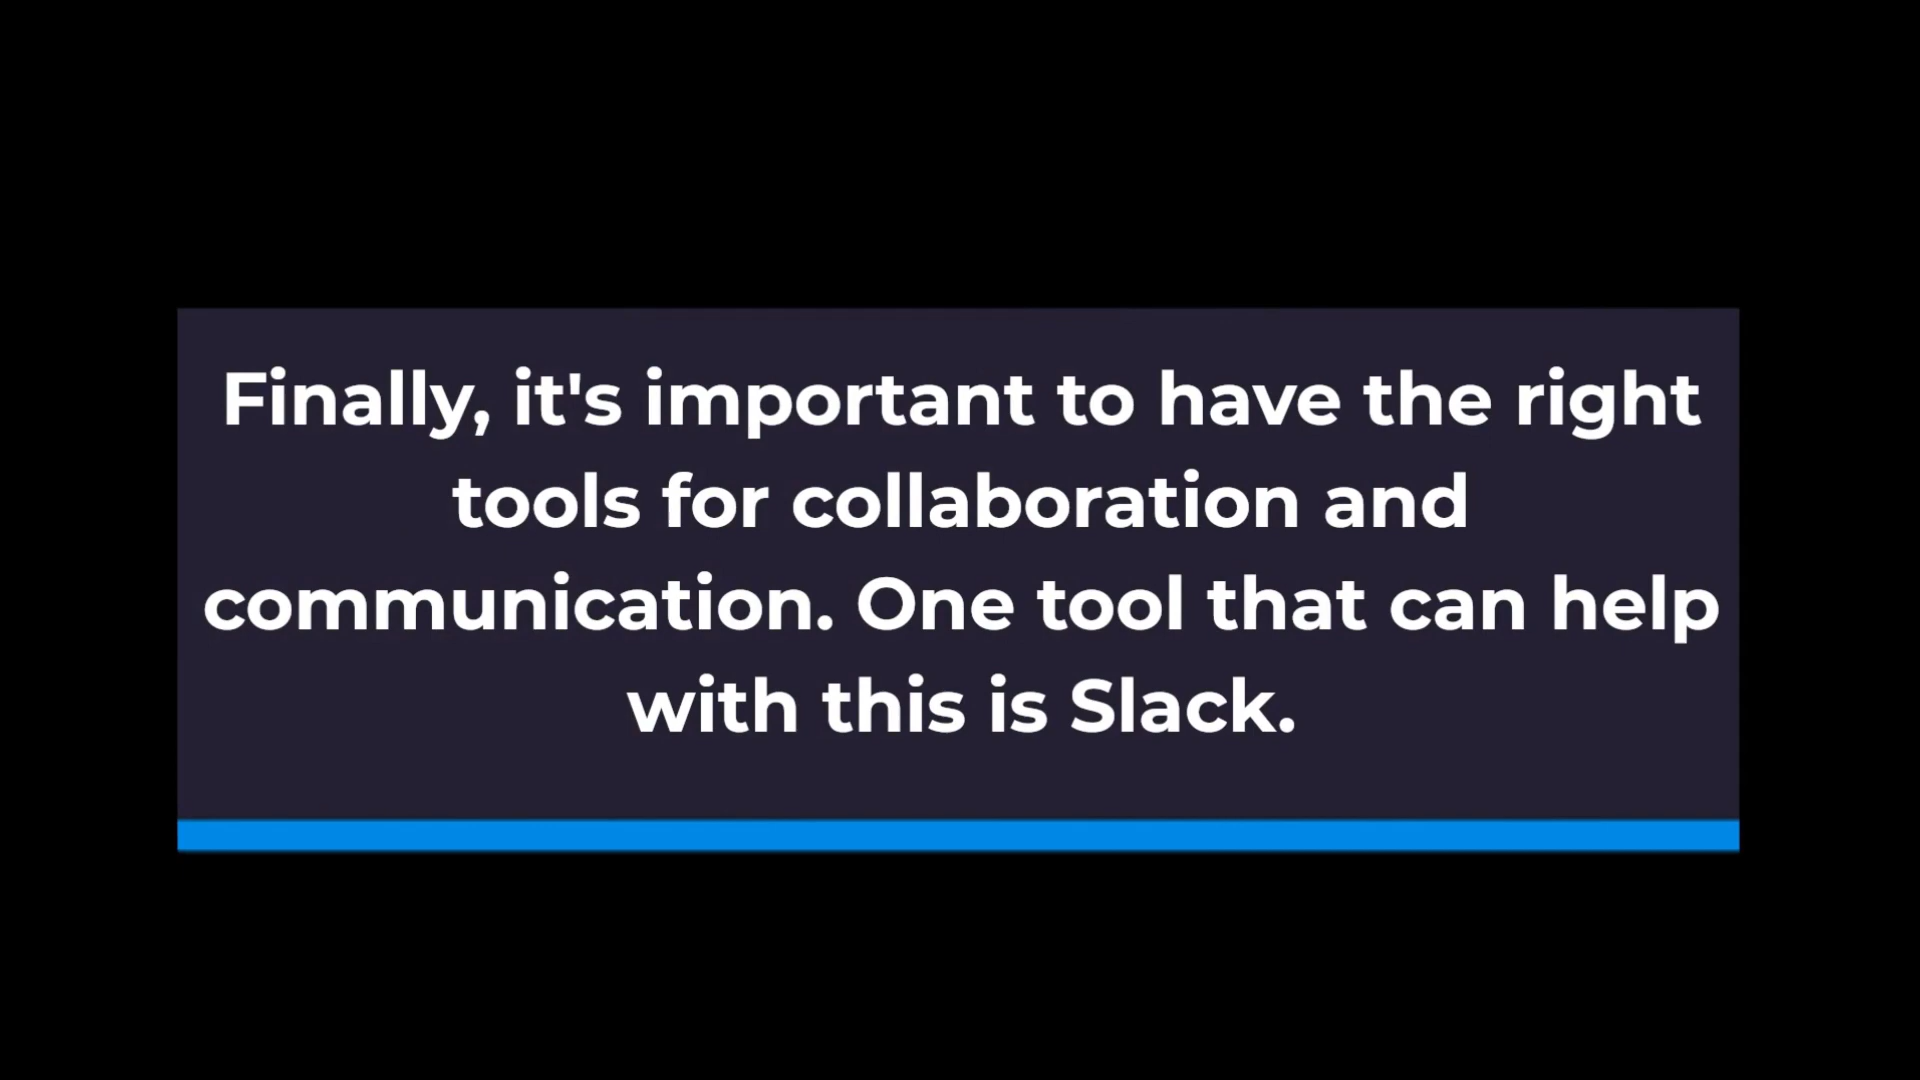 Finally, it's important to have the right
tools for collaboration and
communication. One tool that can help
with this is Slack.